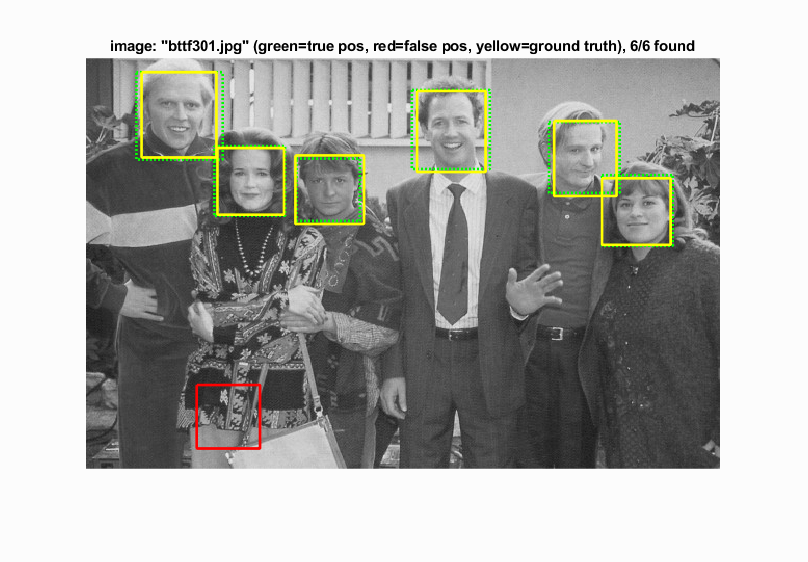 image: "bttf301.jpg" (green=true pos, red=false pos, yellow=ground truth), 6/6 found